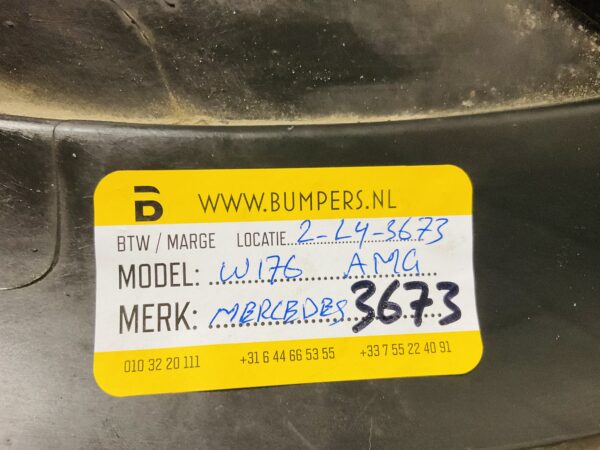 B WWW.BUMPERS.NL
BTW / MARGE LOCATIE 2-L4-3673
MODEL: W176 AMG
MERK: MERCEDES 3673
010 32 20 111 +31 6 44 66 53 55 +33 7 55 22 40 91